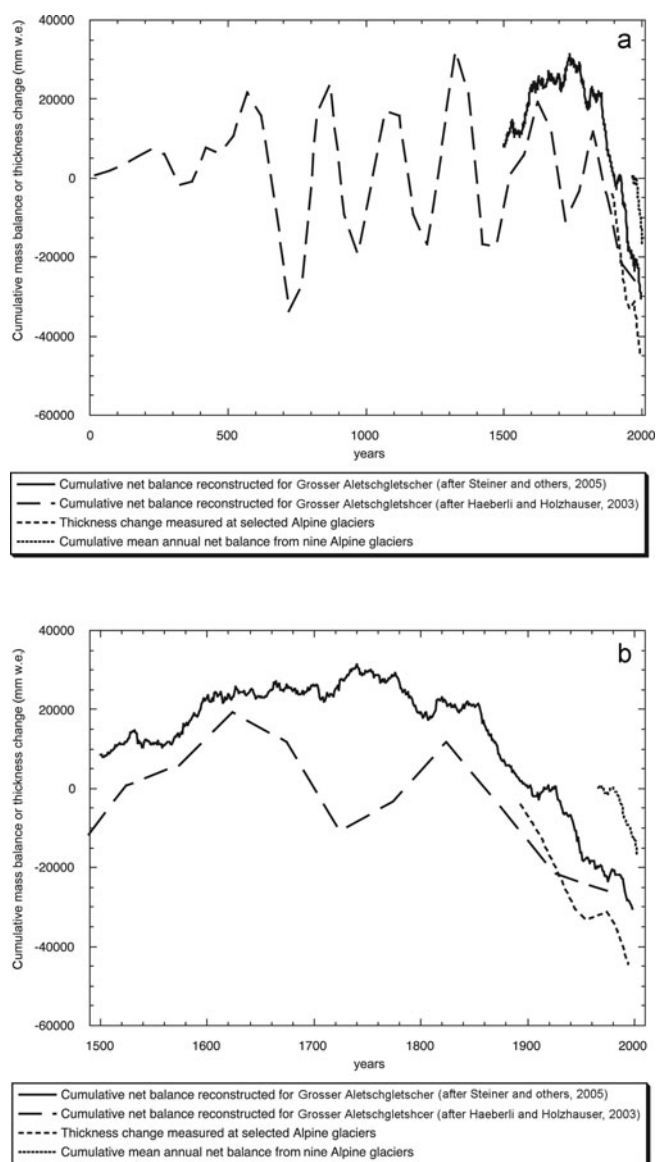 a
Cumulative mass balance or thickness change (mm w.e.)
40000
20000
0
-20000
-40000
-60000
0 500 1000 1500 2000
years
Cumulative net balance reconstructed for Grosser Aletschgletscher (after Steiner and others, 2005)
Cumulative net balance reconstructed for Grosser Aletschgletshcer (after Haeberli and Holzhauser, 2003)
Thickness change measured at selected Alpine glaciers
Cumulative mean annual net balance from nine Alpine glaciers
b
Cumulative mass balance or thickness change (mm w.e.)
40000
20000
0
-20000
-40000
-60000
1500 1600 1700 1800 1900 2000
years
Cumulative net balance reconstructed for Grosser Aletschgletscher (after Steiner and others, 2005)
Cumulative net balance reconstructed for Grosser Aletschgletshcer (after Haeberli and Holzhauser, 2003)
Thickness change measured at selected Alpine glaciers
Cumulative mean annual net balance from nine Alpine glaciers